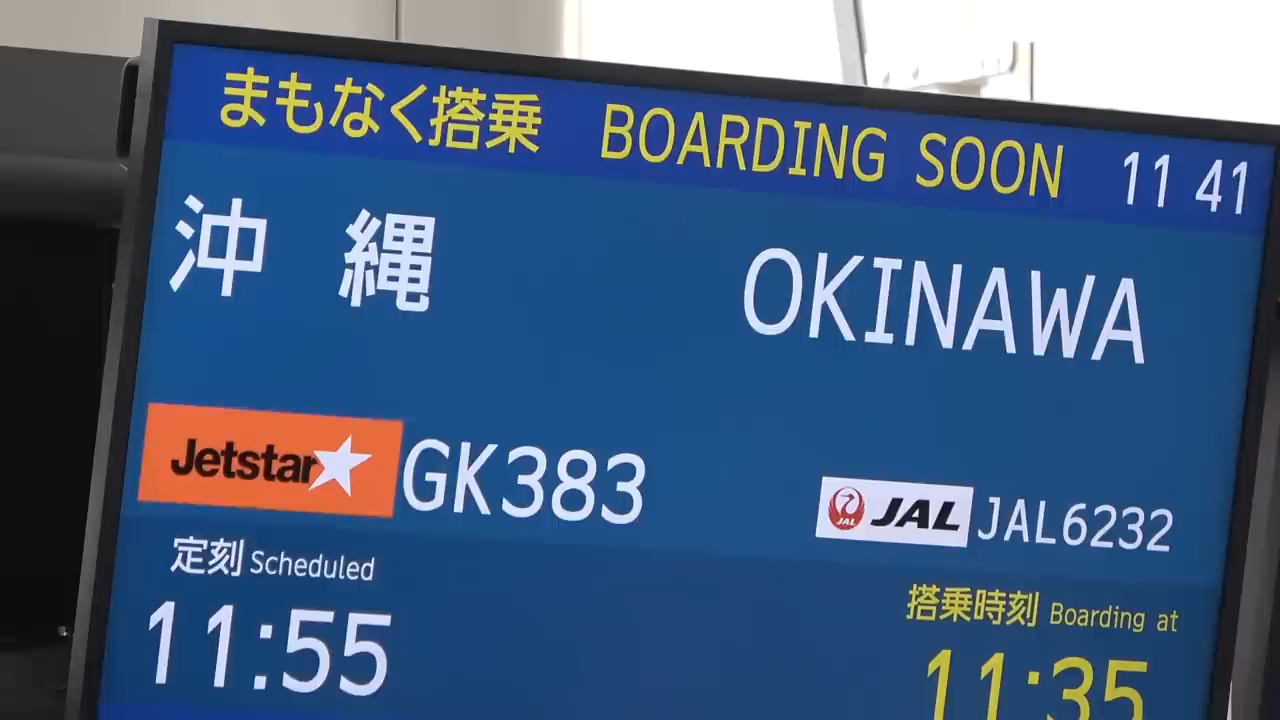 まもなく搭乗 BOARDING SOON 11 41
沖縄 OKINAWA
Jetstar GK383 JAL JAL JAL6232
定刻 Scheduled 搭乗時刻 Boarding at
11:55 11:35